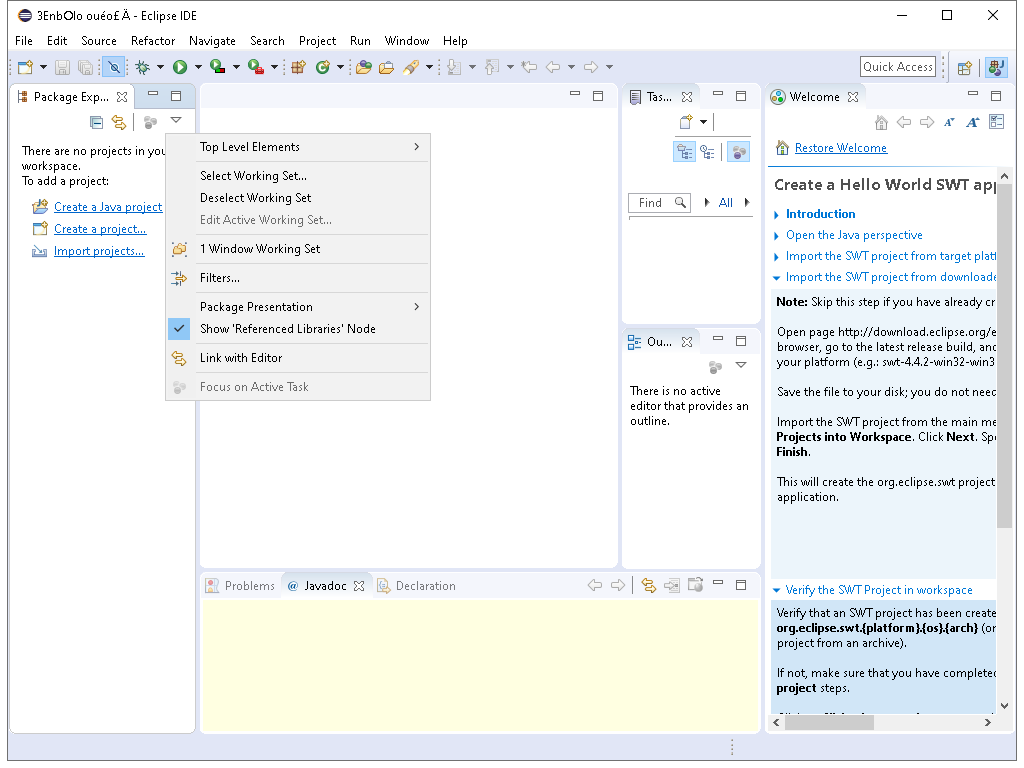 3EnbOlo ouéo£ Ä - Eclipse IDE
File Edit Source Refactor Navigate Search Project Run Window Help
Quick Access
Package Exp...
There are no projects in you
workspace.
To add a project:
Create a Java project
Create a project...
Import projects...
Top Level Elements
Select Working Set...
Deselect Working Set
Edit Active Working Set...
1 Window Working Set
Filters...
Package Presentation
Show 'Referenced Libraries' Node
Link with Editor
Focus on Active Task
Tas...
Find
All
Ou...
There is no active
editor that provides an
outline.
Problems
@ Javadoc
Declaration
Welcome
Restore Welcome
Create a Hello World SWT app
Introduction
Open the Java perspective
Import the SWT project from target platf
Import the SWT project from downloade
Note: Skip this step if you have already cr
Open page http://download.eclipse.org/e
browser, go to the latest release build, and
your platform (e.g.: swt-4.4.2-win32-win3
Save the file to your disk; you do not need
Import the SWT project from the main me
Projects into Workspace. Click Next. Spe
Finish.
This will create the org.eclipse.swt project
application.
Verify the SWT Project in workspace
Verify that an SWT project has been create
org.eclipse.swt.{platform}.{os}.{arch} (or
project from an archive).
If not, make sure that you have completed
project steps.